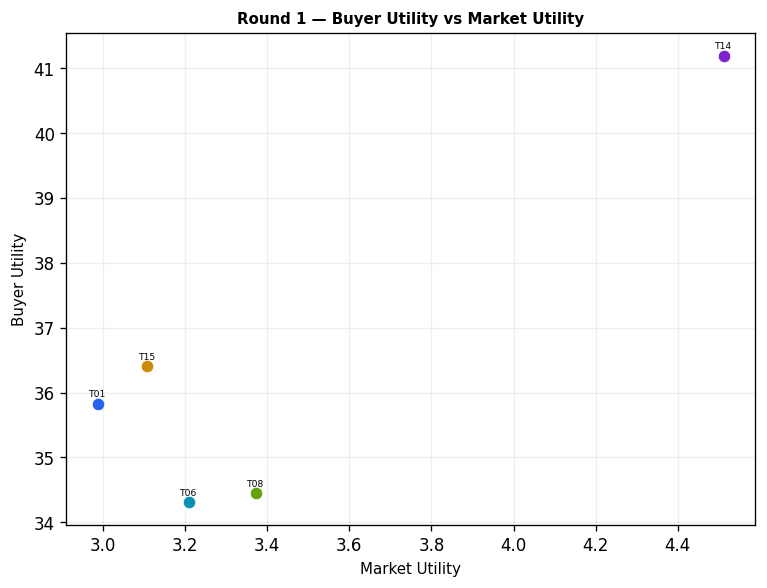 Round 1 — Buyer Utility vs Market Utility
T14
41
40
39
38
37
36
35
34
T15
T01
T08
T06
Buyer Utility
3.0 3.2 3.4 3.6 3.8 4.0 4.2 4.4
Market Utility